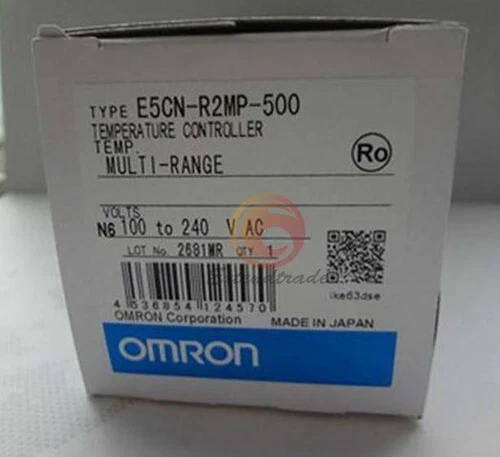 TYPE E5CN-R2MP-500
TEMPERATURE CONTROLLER
TEMP.
MULTI-RANGE
Ro
VOLTS
N6 100 to 240 V AC
LOT No. 2681MR QTY 1
4 536854 124570
ike63dse
OMRON Corporation
MADE IN JAPAN
OMRON